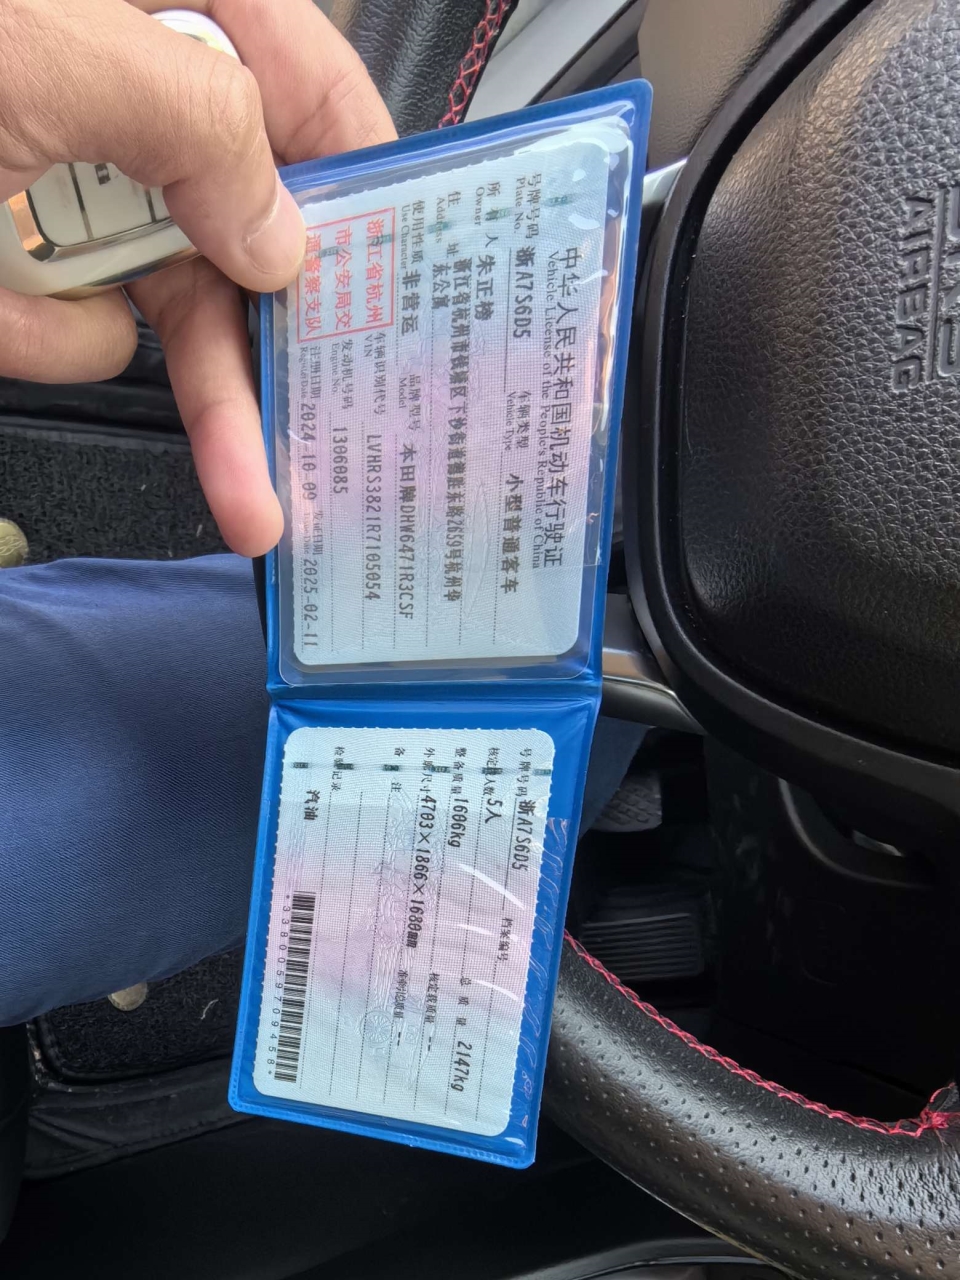 中华人民共和国机动车行驶证
Vehicle License of the People's Republic of China
号牌号码 浙A7S6D5 车辆类型 小型普通客车
Plate No. Vehicle Type
所有人 朱正榜
Owner
住址 浙江省杭州市钱塘区下沙街道德胜东路2659号杭州华
Address 东公寓
使用性质 非营运 品牌型号 本田牌DHW6471R3CSF
Use Character Model
浙江省杭州
市公安局交
通警察支队
车辆识别代号 LVHRS3821R7105054
VIN
发动机号码 1306085
Engine No.
注册日期 2024-10-09 发证日期 2025-02-11
号牌号码 浙A7S6D5 档案编号
核定载人数 5人 总质量 2147kg
整备质量 1606kg 核定载质量 --
外廓尺寸 4703×1866×1680mm 准牵引总质量 --
备注
检验记录
汽油
*3380059709458*
AIRBAG